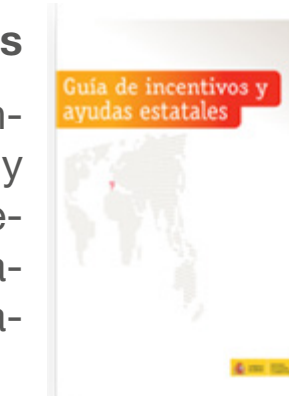 s
n-
y
e-
a-
a-
Guía de incentivos y
ayudas estatales